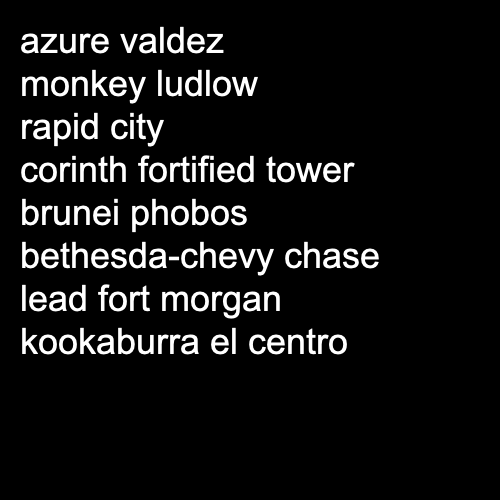 azure valdez
monkey ludlow
rapid city
corinth fortified tower
brunei phobos
bethesda-chevy chase
lead fort morgan
kookaburra el centro